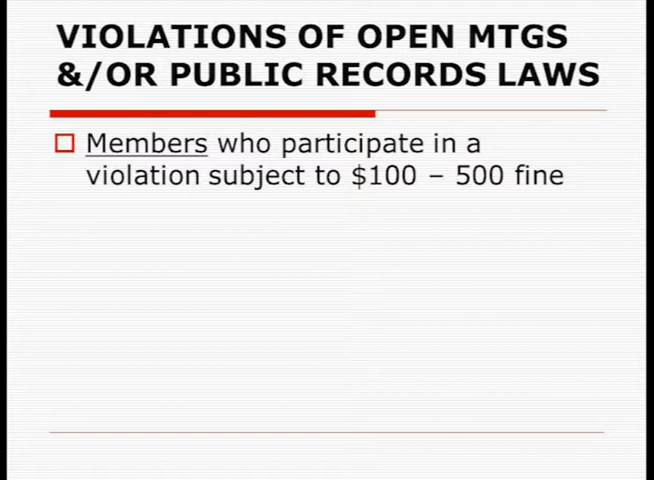 VIOLATIONS OF OPEN MTGS
&/OR PUBLIC RECORDS LAWS
Members who participate in a
violation subject to $100 – 500 fine